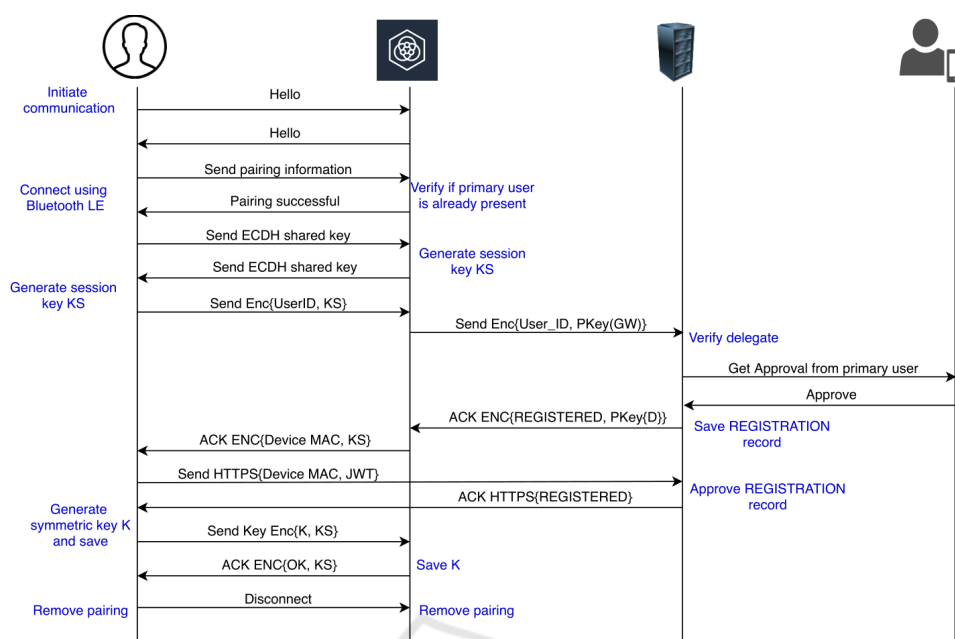 Initiate
communication
Hello
Hello
Send pairing information
Connect using
Bluetooth LE
Verify if primary user
is already present
Pairing successful
Send ECDH shared key
Generate session
key KS
Send ECDH shared key
Generate session
key KS
Send Enc{UserID, KS}
Send Enc{User_ID, PKey(GW)}
Verify delegate
Get Approval from primary user
Approve
ACK ENC{REGISTERED, PKey{D}}
Save REGISTRATION
record
ACK ENC{Device MAC, KS}
Send HTTPS{Device MAC, JWT}
Approve REGISTRATION
record
ACK HTTPS{REGISTERED}
Generate
symmetric key K
and save
Send Key Enc{K, KS}
ACK ENC{OK, KS}
Save K
Disconnect
Remove pairing
Remove pairing